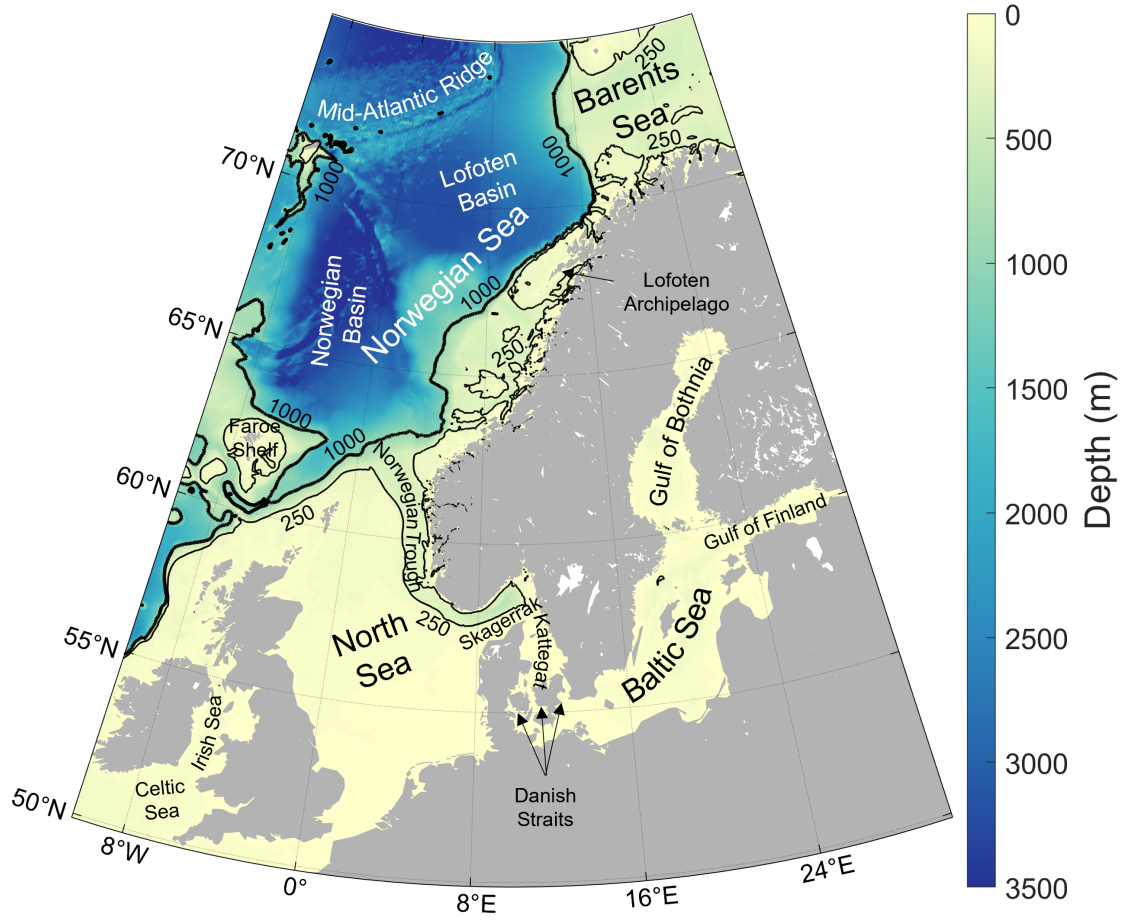 0
500
1000
1500
2000
2500
3000
3500
Depth (m)
70°N
65°N
60°N
55°N
50°N
8°W
0°
8°E
16°E
24°E
Mid-Atlantic Ridge
250
Barents
Sea
250
1000
1000
Lofoten
Basin
Norwegian Sea
Norwegian
Basin
1000
Lofoten
Archipelago
250
1000
1000
Faroe
Shelf
250
Norwegian Trough
Gulf of Bothnia
Gulf of Finland
North
Sea
250
Skagerrak
Kattegat
Baltic Sea
Irish Sea
Celtic
Sea
Danish
Straits